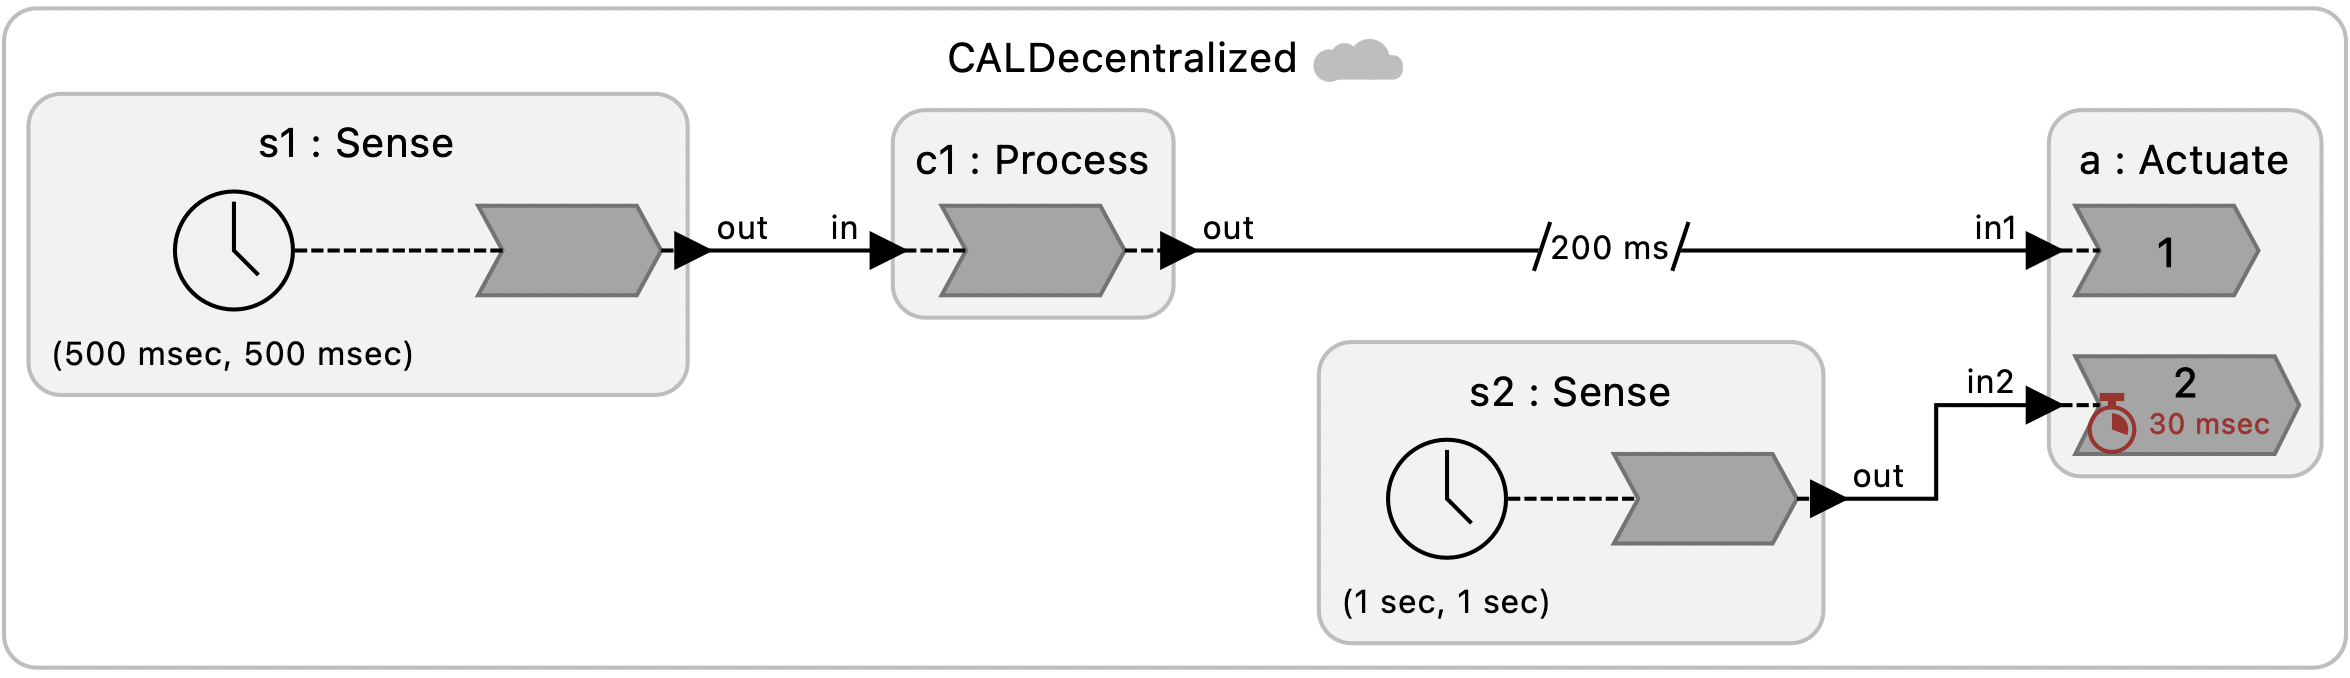 CALDecentralized
s1 : Sense
(500 msec, 500 msec)
out
in
c1 : Process
out
200 ms
in1
a : Actuate
1
2
30 msec
in2
s2 : Sense
(1 sec, 1 sec)
out